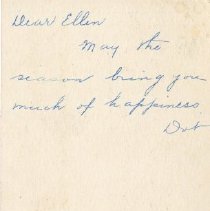 Dear Ellen
May the
season bring you
much of happiness
Dot